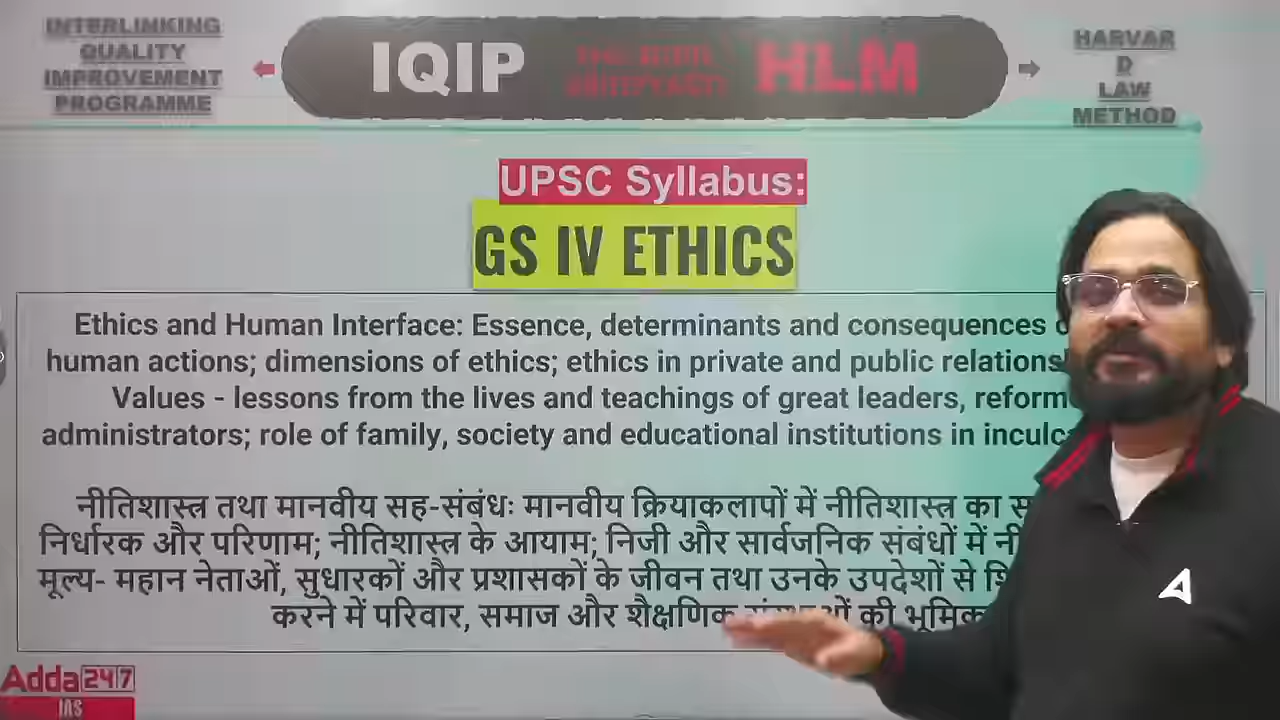 INTERLINKING
QUALITY
IMPROVEMENT
PROGRAMME
IQIP
HLM
HARVAR
D
LAW
METHOD
UPSC Syllabus:
GS IV ETHICS
Ethics and Human Interface: Essence, determinants and consequences
human actions; dimensions of ethics; ethics in private and public
Values - lessons from the lives and teachings of great leaders,
administrators; role of family, society and educational institutions in
नीतिशास्त्र तथा मानवीय सह-संबंधः मानवीय क्रियाकलापों में नीतिशास्त्र का
निर्धारक और परिणाम; नीतिशास्त्र के आयाम; निजी और सार्वजनिक संबंधों में
मूल्य- महान नेताओं, सुधारकों और प्रशासकों के जीवन तथा उनके उपदेशों से
करने में परिवार, समाज और शैक्षणिक की
Adda247
IAS